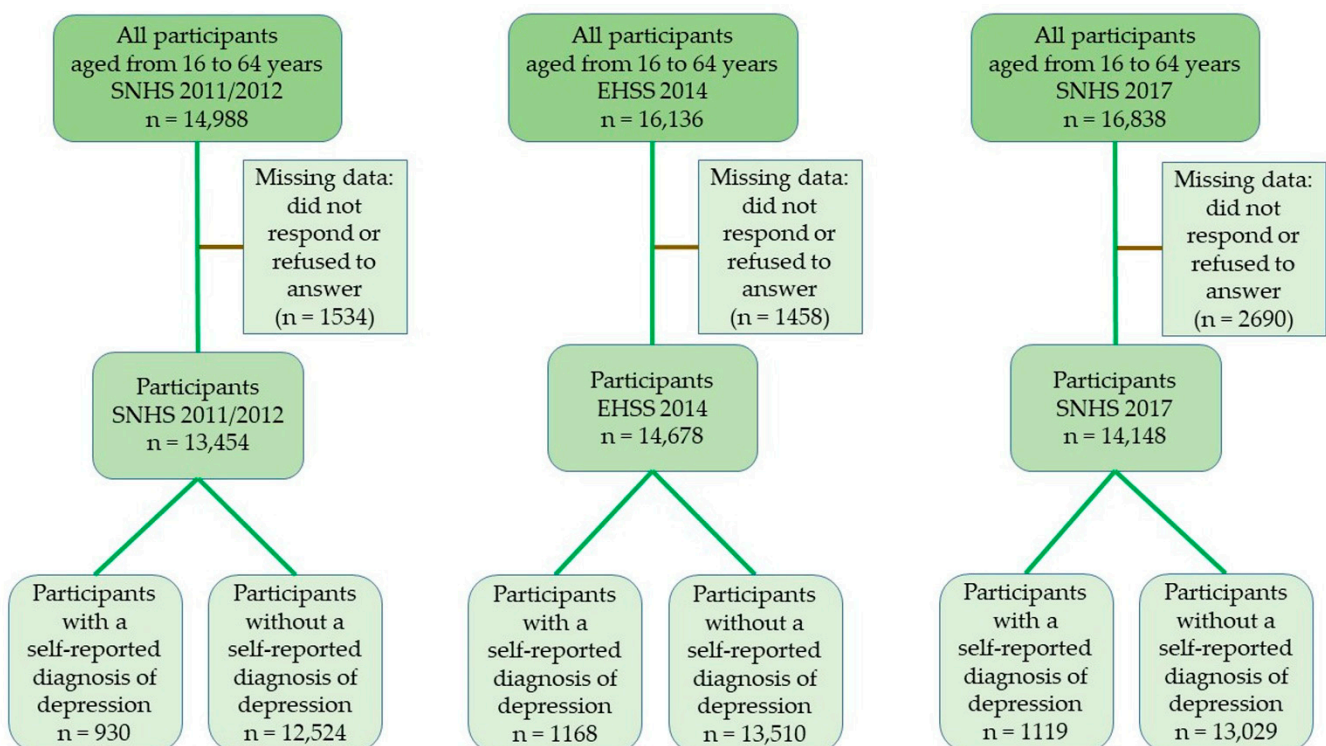 All participants
aged from 16 to 64 years
SNHS 2011/2012
n = 14,988
Missing data:
did not
respond or
refused to
answer
(n = 1534)
Participants
SNHS 2011/2012
n = 13,454
Participants
with a
self-reported
diagnosis of
depression
n = 930
Participants
without a
self-reported
diagnosis of
depression
n = 12,524
All participants
aged from 16 to 64 years
EHSS 2014
n = 16,136
Missing data:
did not
respond or
refused to
answer
(n = 1458)
Participants
EHSS 2014
n = 14,678
Participants
with a
self-reported
diagnosis of
depression
n = 1168
Participants
without a
self-reported
diagnosis of
depression
n = 13,510
All participants
aged from 16 to 64 years
SNHS 2017
n = 16,838
Missing data:
did not
respond or
refused to
answer
(n = 2690)
Participants
SNHS 2017
n = 14,148
Participants
with a
self-reported
diagnosis of
depression
n = 1119
Participants
without a
self-reported
diagnosis of
depression
n = 13,029